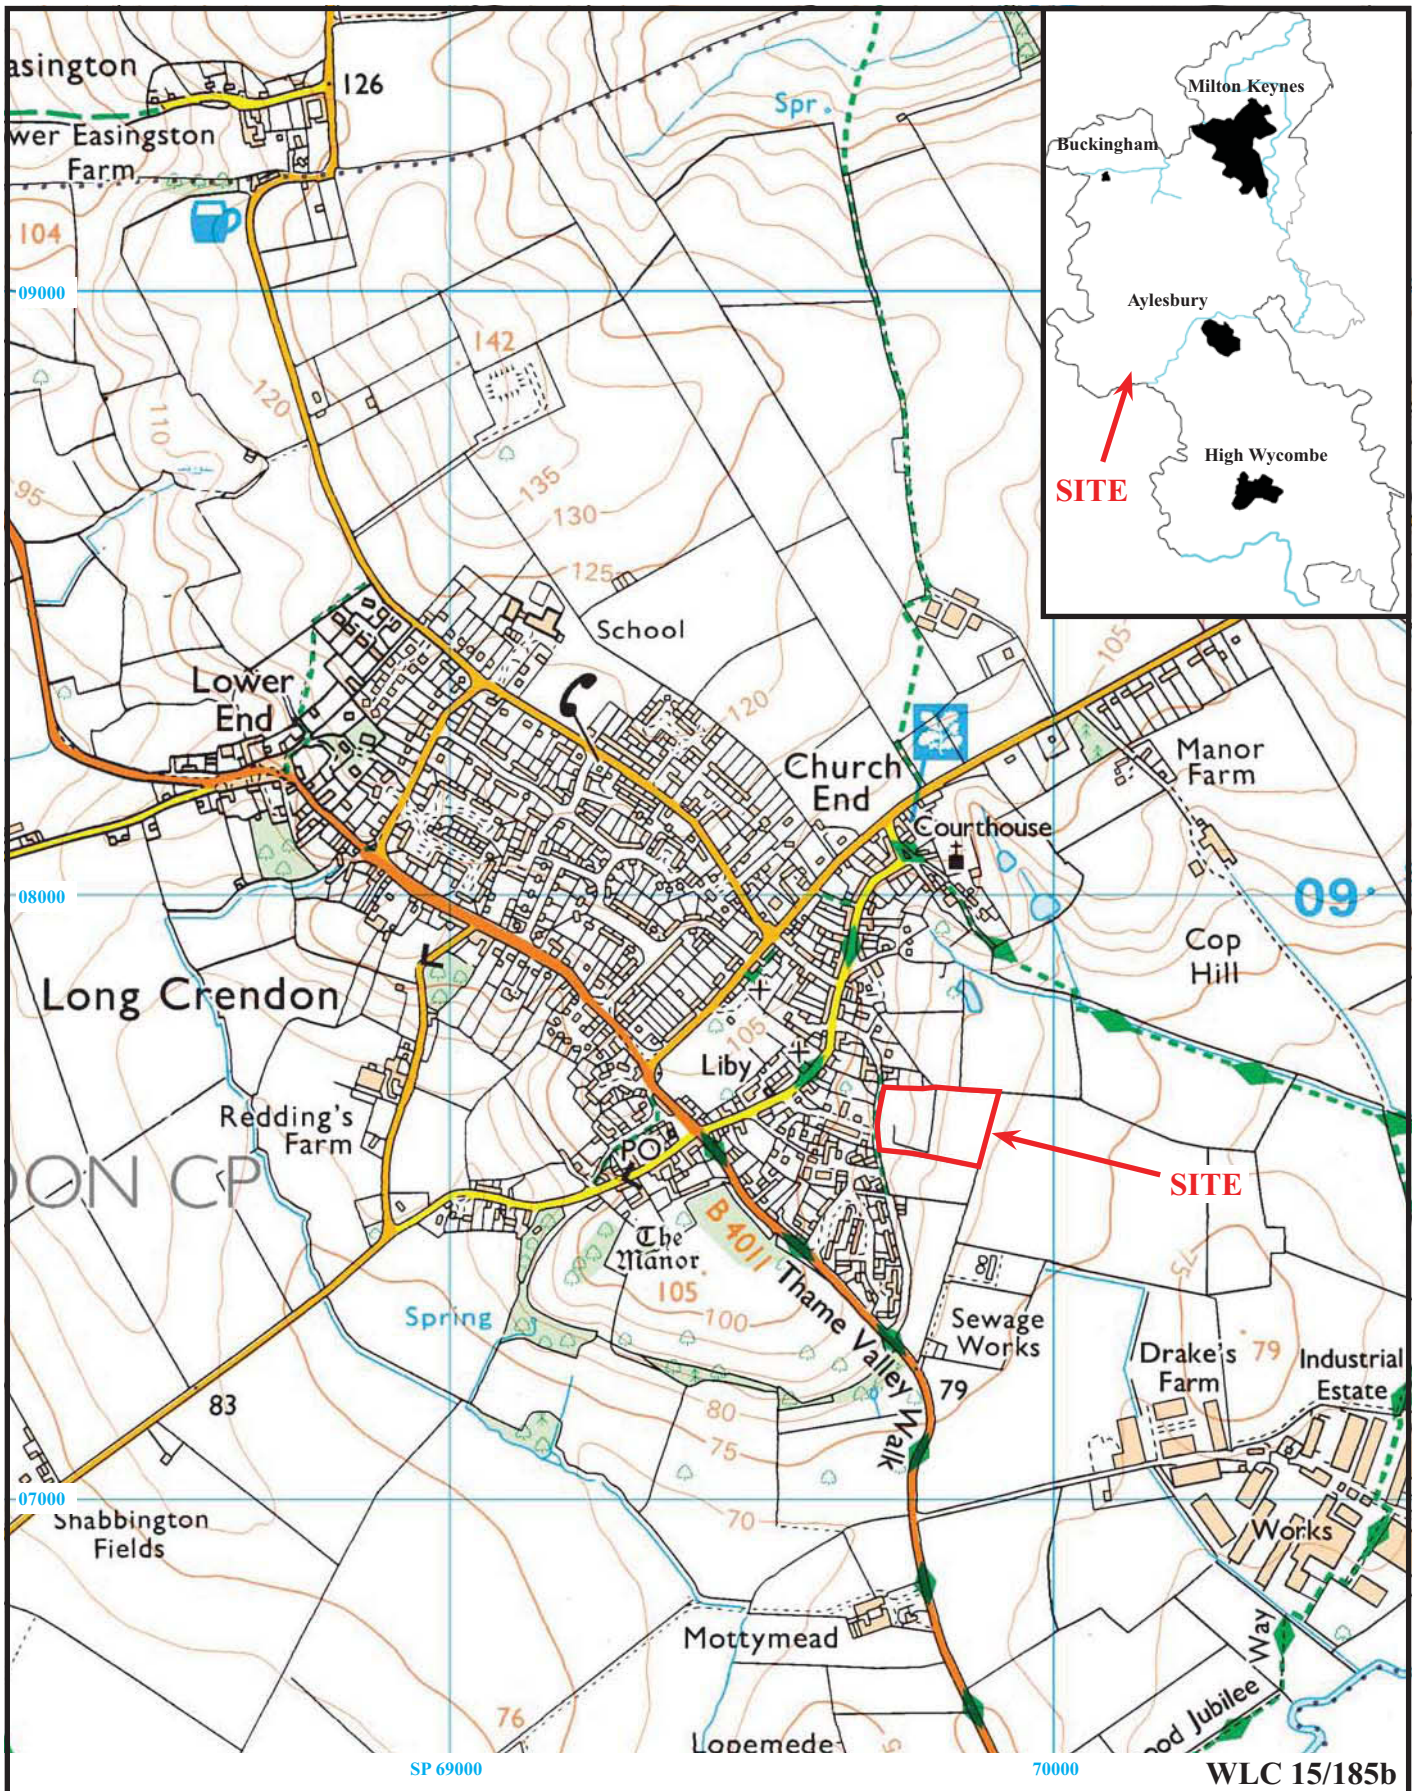 asington
126
wer Easingston
Farm
104
09000
Spr.
Milton Keynes
Buckingham
Aylesbury
High Wycombe
SITE
142
120
110
95
135
130
125
School
120
105
Lower
End
Church
End
Manor
Farm
Courthouse
08000
09
Cop
Hill
Long Crendon
105
Liby
Redding's
Farm
PO
SITE
DON CP
The
Manor
105
B 4011
100
Thame Valley Walk
75
Spring
Sewage
Works
Drake's
Farm
79
Industrial
Estate
83
80
79
75
07000
70
Shabbington
Fields
Works
Mottymead
Way
76
ood Jubilee
Lopemede
SP 69000
70000
WLC 15/185b